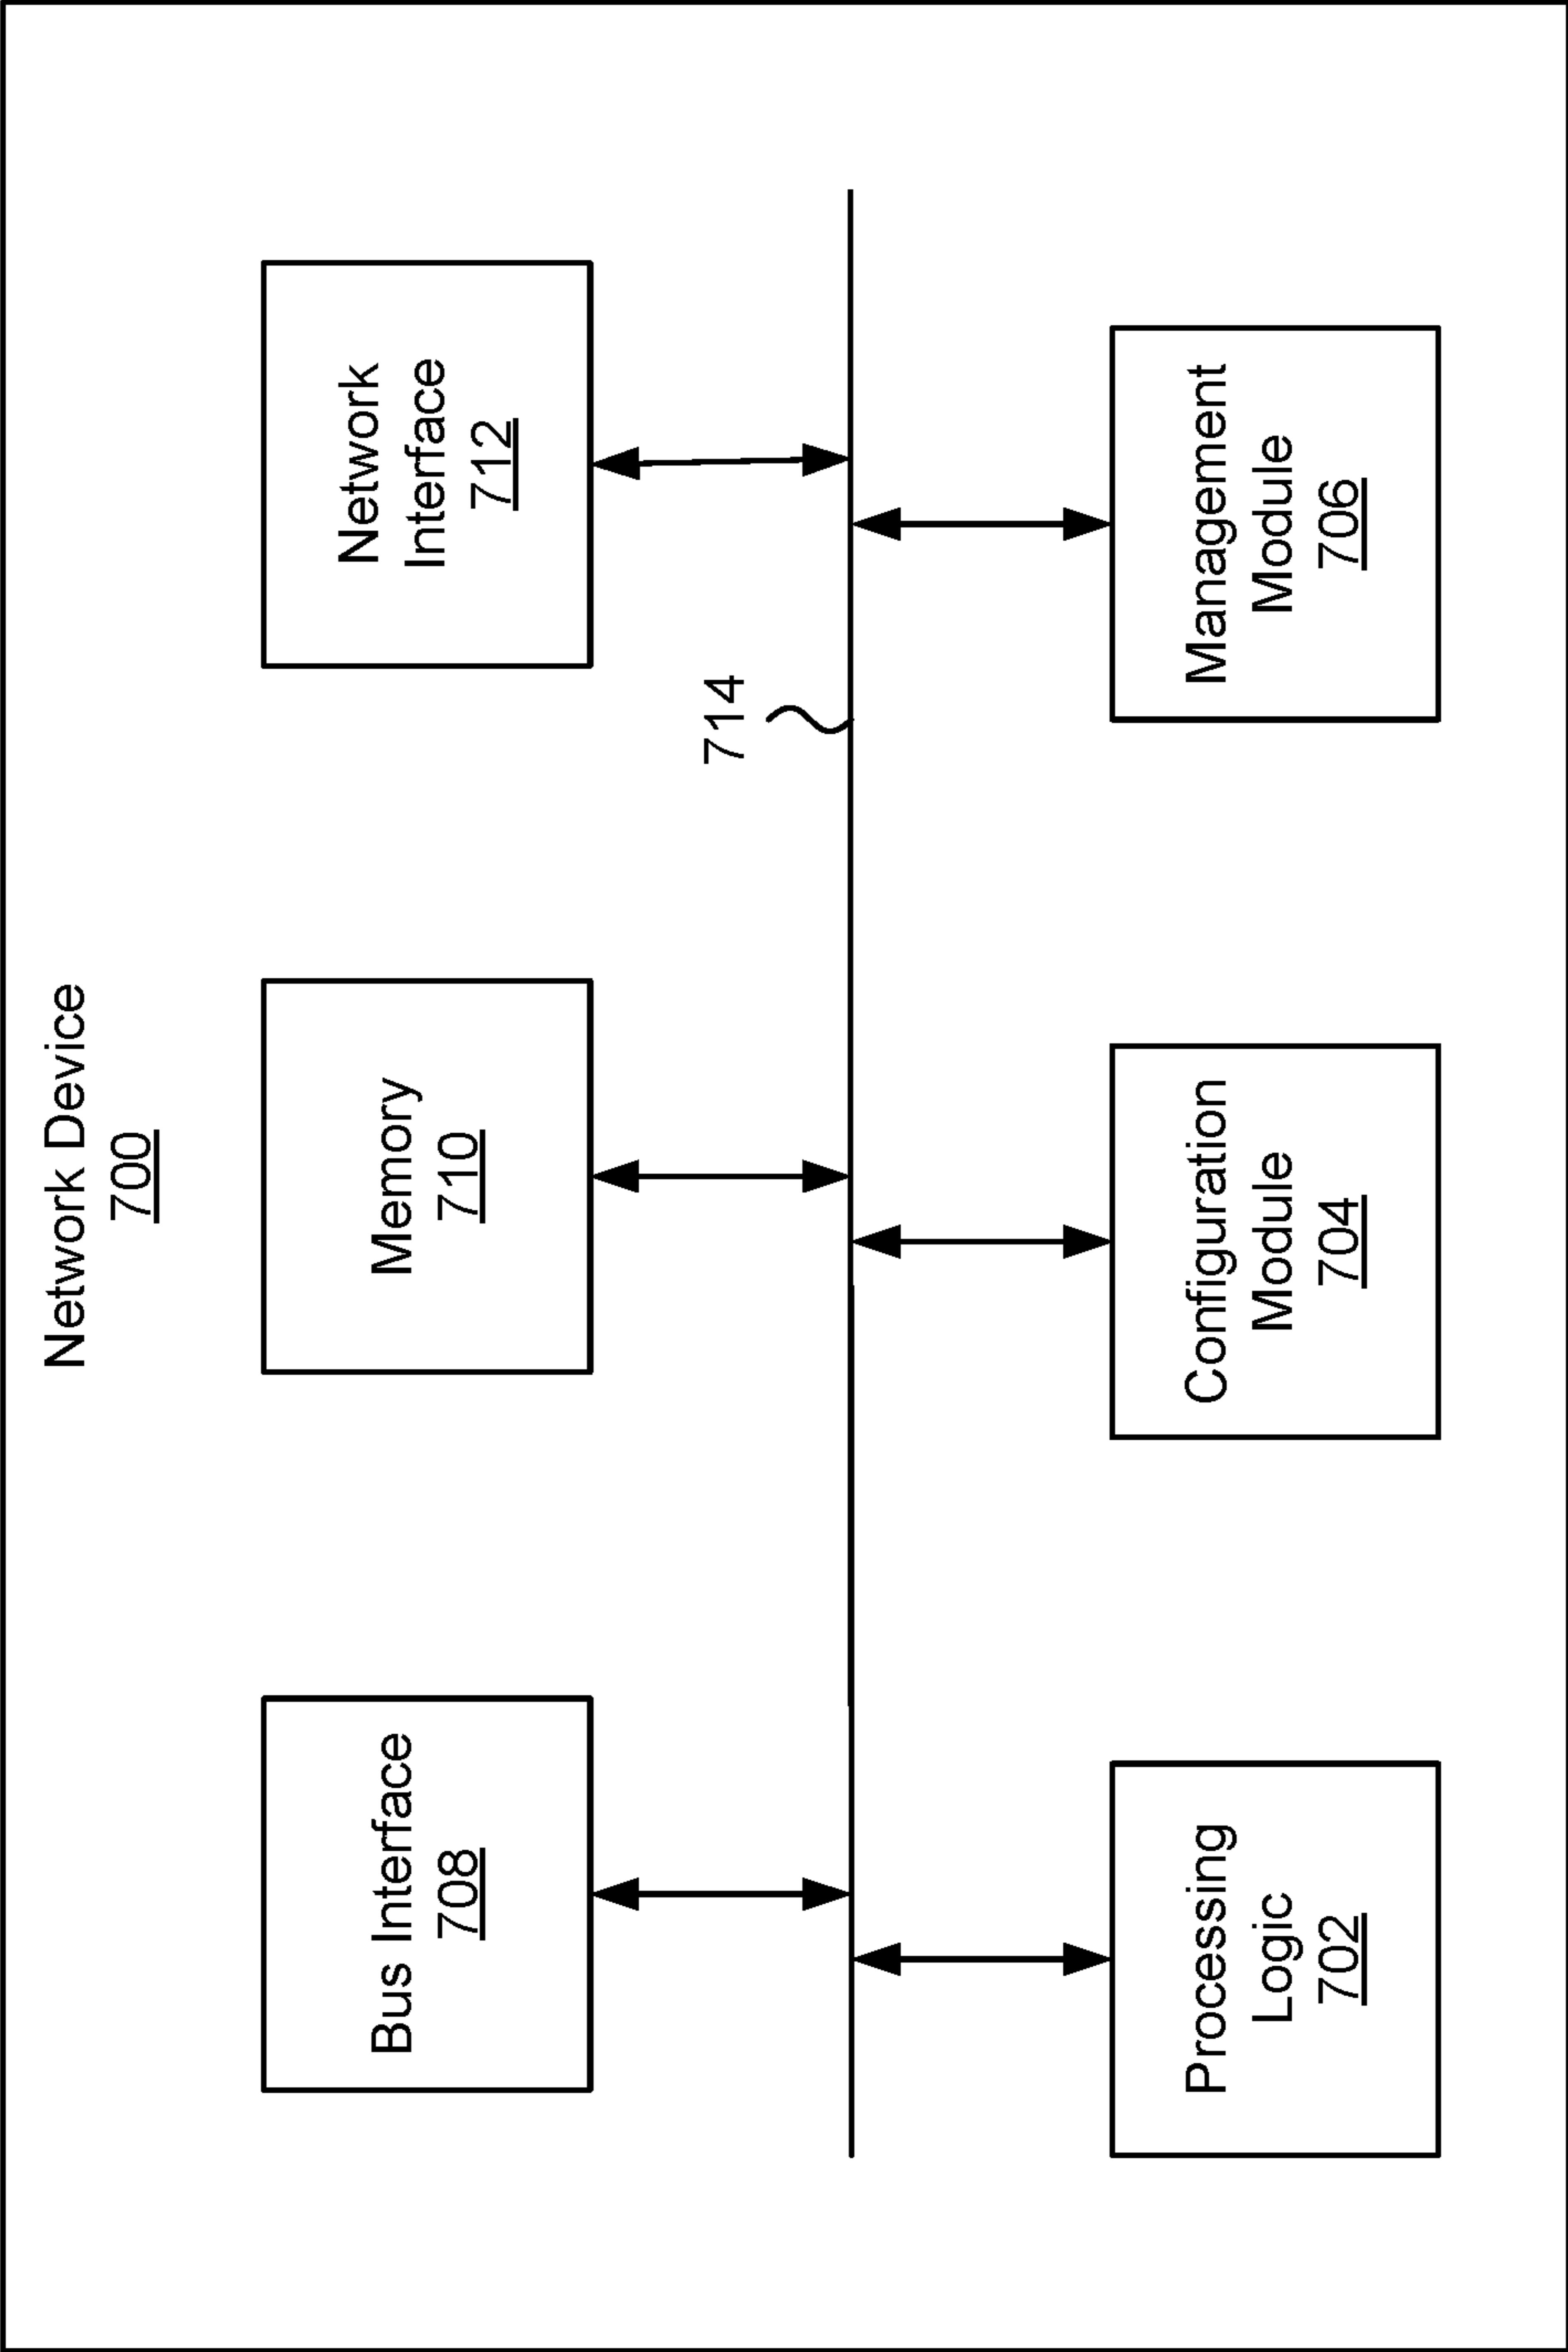 Network Device
700
Bus Interface
708
Memory
710
Network
Interface
712
714
Processing
Logic
702
Configuration
Module
704
Management
Module
706